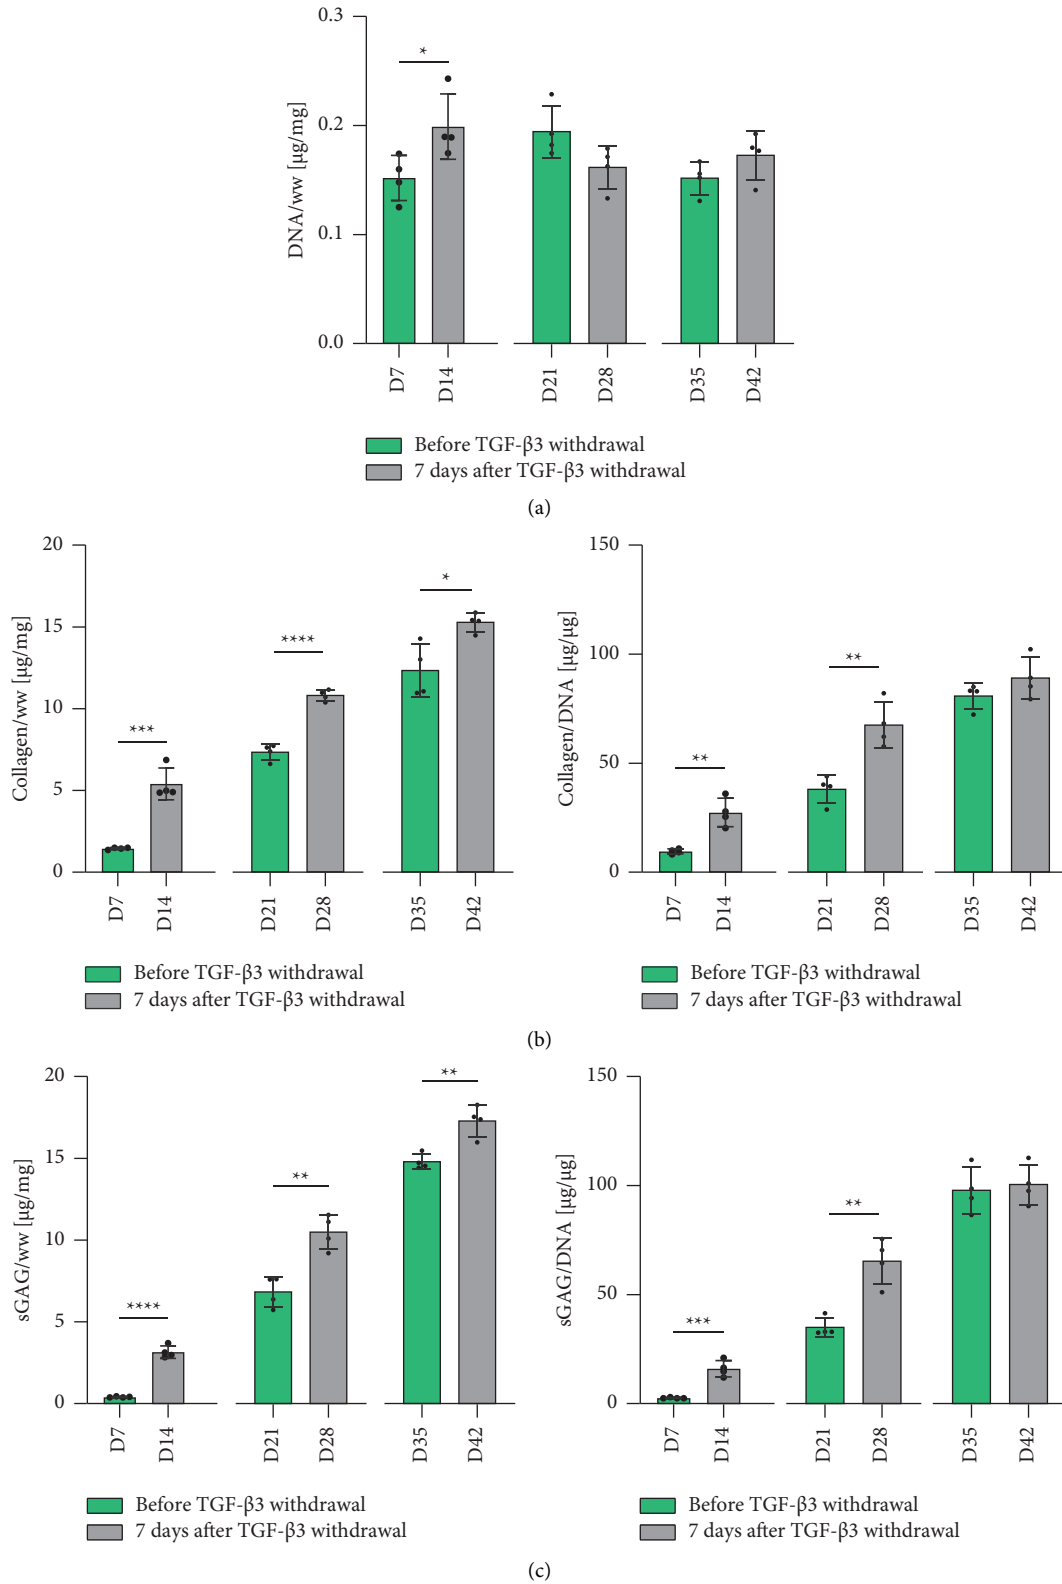 0.3
0.2
0.1
0.0
DNA/ww [μg/mg]
*
D7
D14
D21
D28
D35
D42
Before TGF-β3 withdrawal
7 days after TGF-β3 withdrawal
(a)
20
15
10
5
0
Collagen/ww [μg/mg]
***
****
*
D7
D14
D21
D28
D35
D42
Before TGF-β3 withdrawal
7 days after TGF-β3 withdrawal
150
100
50
0
Collagen/DNA [μg/μg]
**
**
D7
D14
D21
D28
D35
D42
Before TGF-β3 withdrawal
7 days after TGF-β3 withdrawal
(b)
20
15
10
5
0
sGAG/ww [μg/mg]
****
**
**
D7
D14
D21
D28
D35
D42
Before TGF-β3 withdrawal
7 days after TGF-β3 withdrawal
150
100
50
0
sGAG/DNA [μg/μg]
***
**
D7
D14
D21
D28
D35
D42
Before TGF-β3 withdrawal
7 days after TGF-β3 withdrawal
(c)